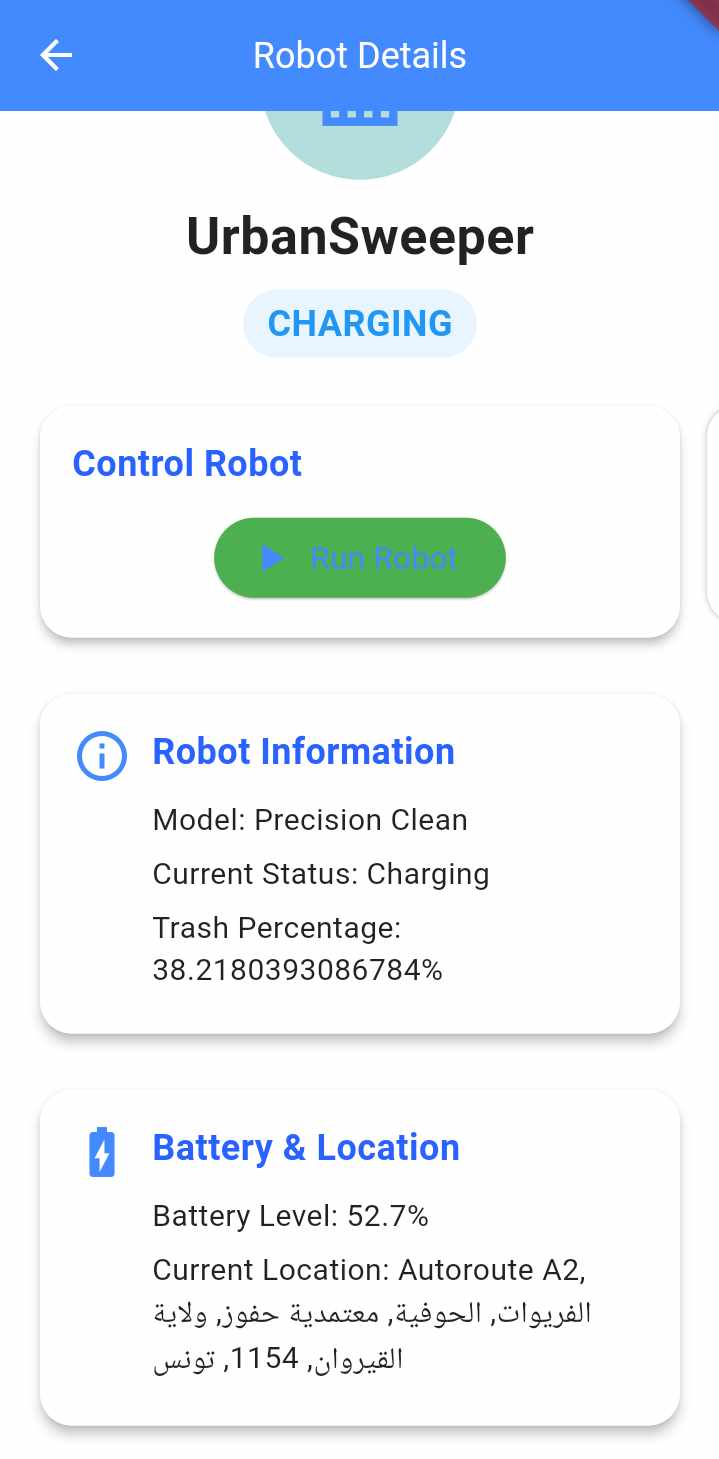 Robot Details
UrbanSweeper
CHARGING
Control Robot
Run Robot
Robot Information
Model: Precision Clean
Current Status: Charging
Trash Percentage:
38.2180393086784%
Battery & Location
Battery Level: 52.7%
Current Location: Autoroute A2,
الفريوات, الحوفية, معتمدية حفوز, ولاية
القيروان, 1154, تونس